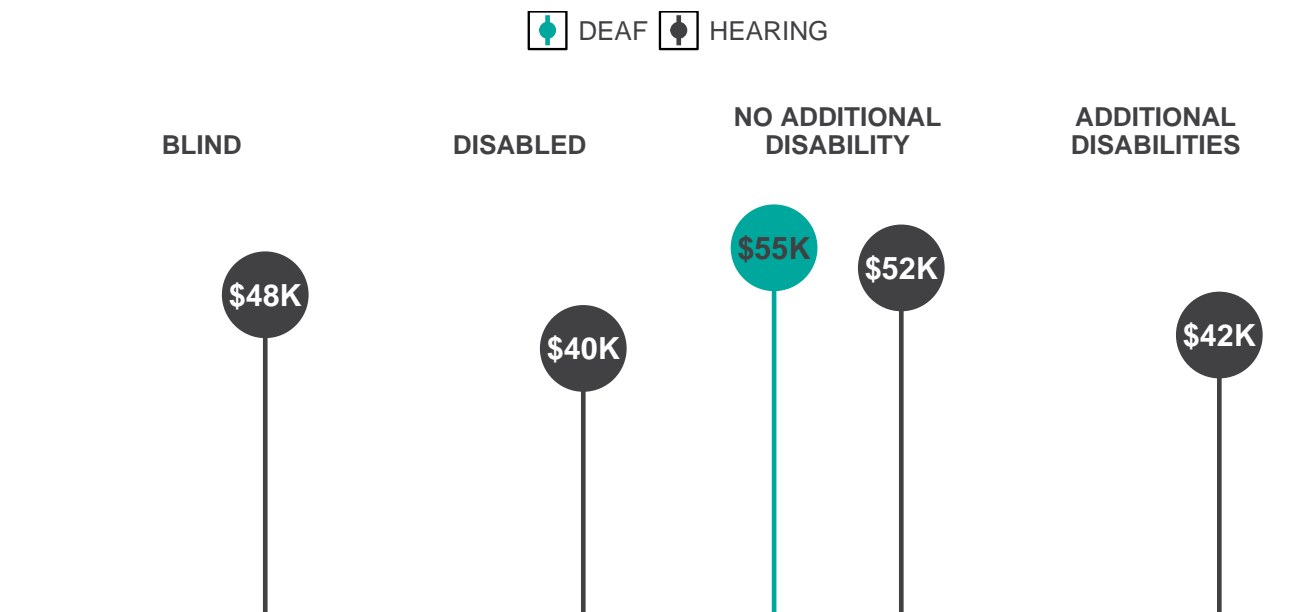 DEAF HEARING
BLIND
DISABLED
NO ADDITIONAL
DISABILITY
ADDITIONAL
DISABILITIES
$48K
$40K
$55K
$52K
$42K